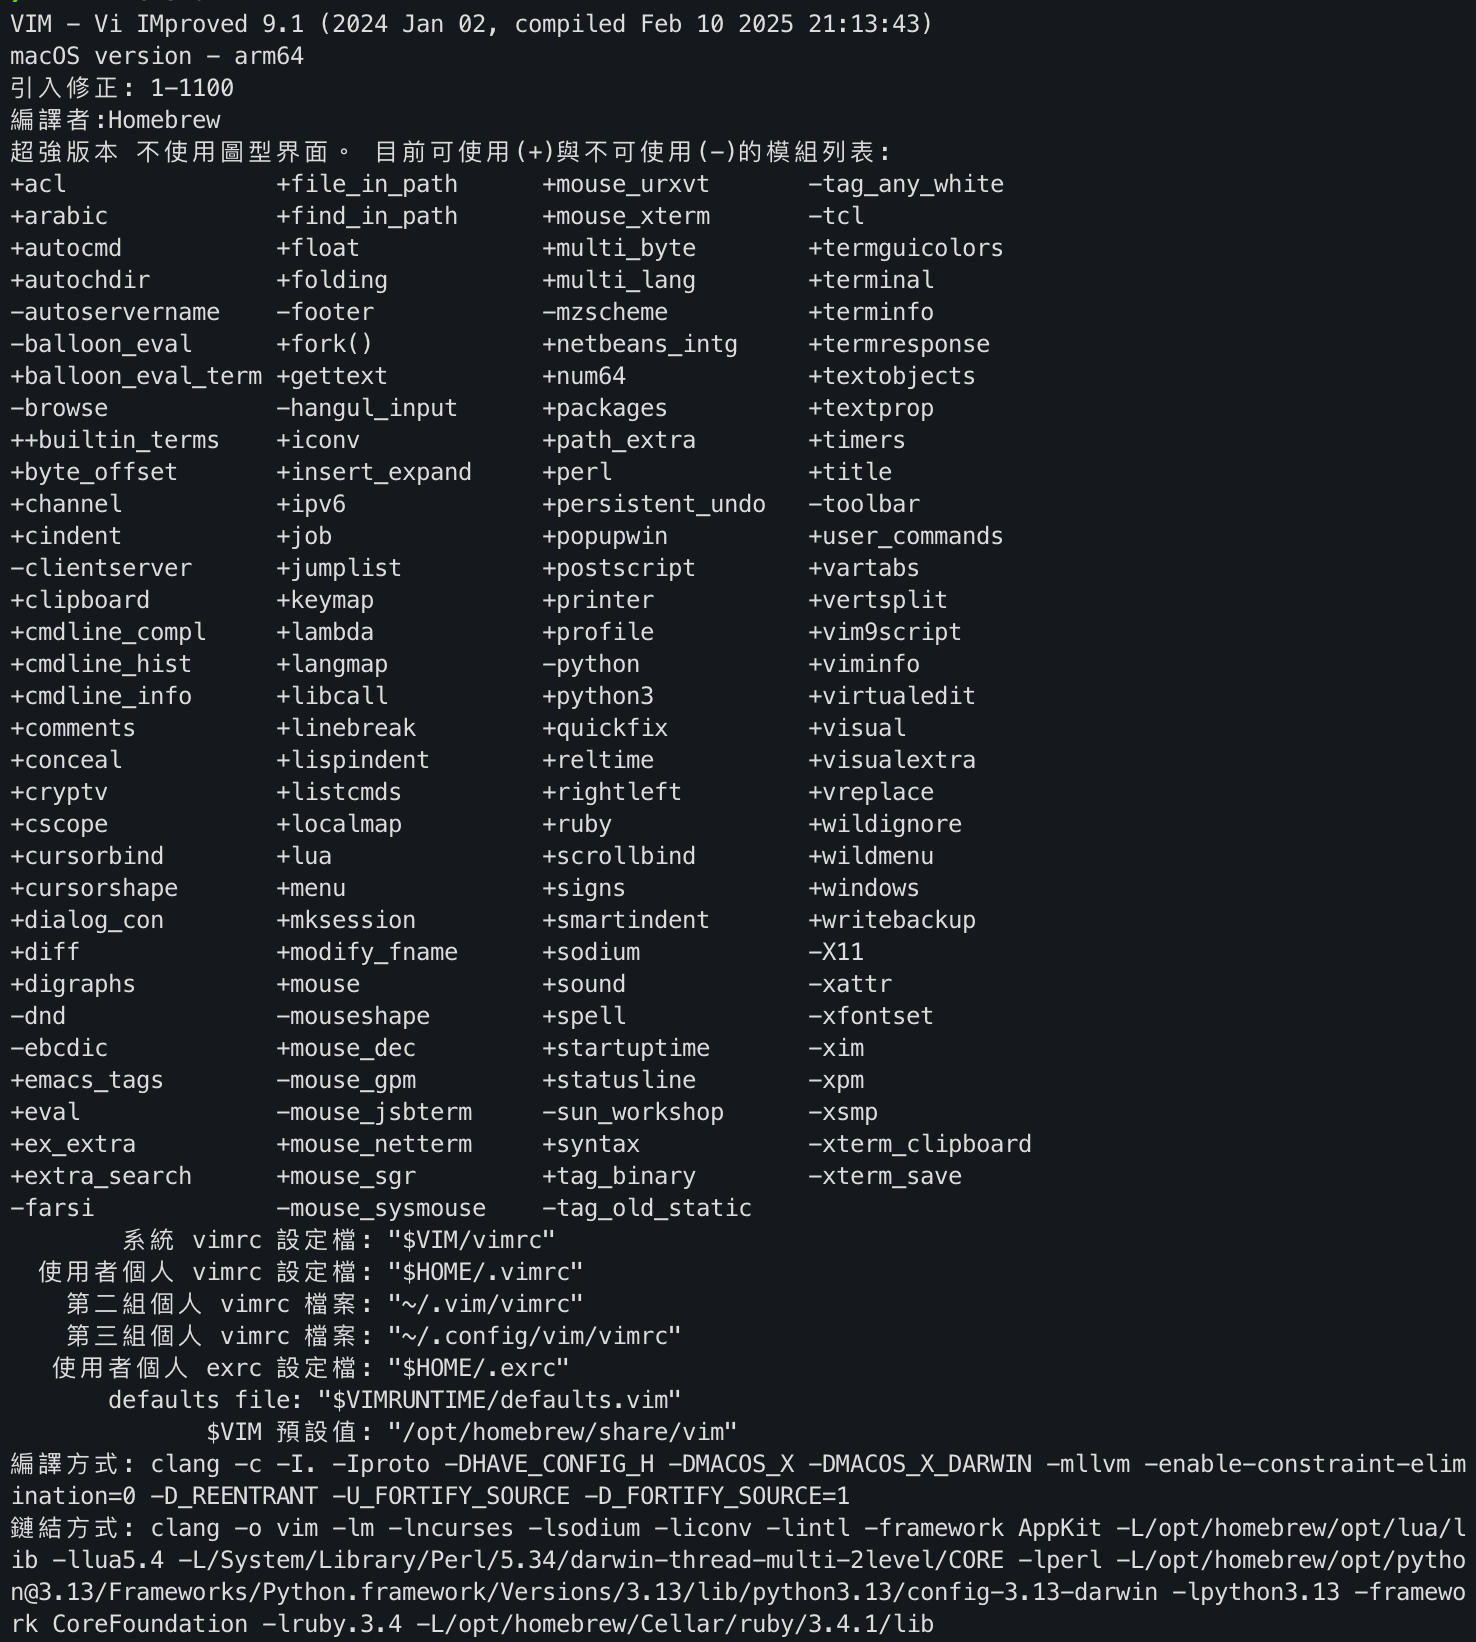 VIM - Vi IMproved 9.1 (2024 Jan 02, compiled Feb 10 2025 21:13:43)
macOS version - arm64
引入修正: 1-1100
編譯者:Homebrew
超強版本 不使用圖型界面。 目前可使用(+)與不可使用(-)的模組列表:
+acl               +file_in_path      +mouse_urxvt       -tag_any_white
+arabic            +find_in_path      +mouse_xterm       -tcl
+autocmd           +float             +multi_byte        +termguicolors
+autochdir         +folding           +multi_lang        +terminal
-autoservername    -footer            -mzscheme          +terminfo
-balloon_eval      +fork()            +netbeans_intg     +termresponse
+balloon_eval_term +gettext           +num64             +textobjects
-browse            -hangul_input      +packages          +textprop
++builtin_terms    +iconv             +path_extra        +timers
+byte_offset       +insert_expand     +perl              +title
+channel           +ipv6              +persistent_undo   -toolbar
+cindent           +job               +popupwin          +user_commands
-clientserver      +jumplist          +postscript        +vartabs
+clipboard         +keymap            +printer           +vertsplit
+cmdline_compl     +lambda            +profile           +vim9script
+cmdline_hist      +langmap           -python            +viminfo
+cmdline_info      +libcall           +python3           +virtualedit
+comments          +linebreak         +quickfix          +visual
+conceal           +lispindent        +reltime           +visualextra
+cryptv            +listcmds          +rightleft         +vreplace
+cscope            +localmap          +ruby              +wildignore
+cursorbind        +lua               +scrollbind        +wildmenu
+cursorshape       +menu              +signs             +windows
+dialog_con        +mksession         +smartindent       +writebackup
+diff              +modify_fname      +sodium            -X11
+digraphs          +mouse             +sound             -xattr
-dnd               -mouseshape        +spell             -xfontset
-ebcdic            +mouse_dec         +startuptime       -xim
+emacs_tags        -mouse_gpm         +statusline        -xpm
+eval              -mouse_jsbterm     -sun_workshop      -xsmp
+ex_extra          +mouse_netterm     +syntax            -xterm_clipboard
+extra_search      +mouse_sgr         +tag_binary        -xterm_save
-farsi             -mouse_sysmouse    -tag_old_static
系統 vimrc 設定檔: "$VIM/vimrc"
使用者個人 vimrc 設定檔: "$HOME/.vimrc"
第二組個人 vimrc 檔案: "~/.vim/vimrc"
第三組個人 vimrc 檔案: "~/.config/vim/vimrc"
使用者個人 exrc 設定檔: "$HOME/.exrc"
defaults file: "$VIMRUNTIME/defaults.vim"
$VIM 預設值: "/opt/homebrew/share/vim"
編譯方式: clang -c -I. -Iproto -DHAVE_CONFIG_H -DMACOS_X -DMACOS_X_DARWIN -mllvm -enable-constraint-elim
ination=0 -D_REENTRANT -U_FORTIFY_SOURCE -D_FORTIFY_SOURCE=1
鏈結方式: clang -o vim -lm -lncurses -lsodium -liconv -lintl -framework AppKit -L/opt/homebrew/opt/lua/l
ib -llua5.4 -L/System/Library/Perl/5.34/darwin-thread-multi-2level/CORE -lperl -L/opt/homebrew/opt/pytho
n@3.13/Frameworks/Python.framework/Versions/3.13/lib/python3.13/config-3.13-darwin -lpython3.13 -framewo
rk CoreFoundation -lruby.3.4 -L/opt/homebrew/Cellar/ruby/3.4.1/lib